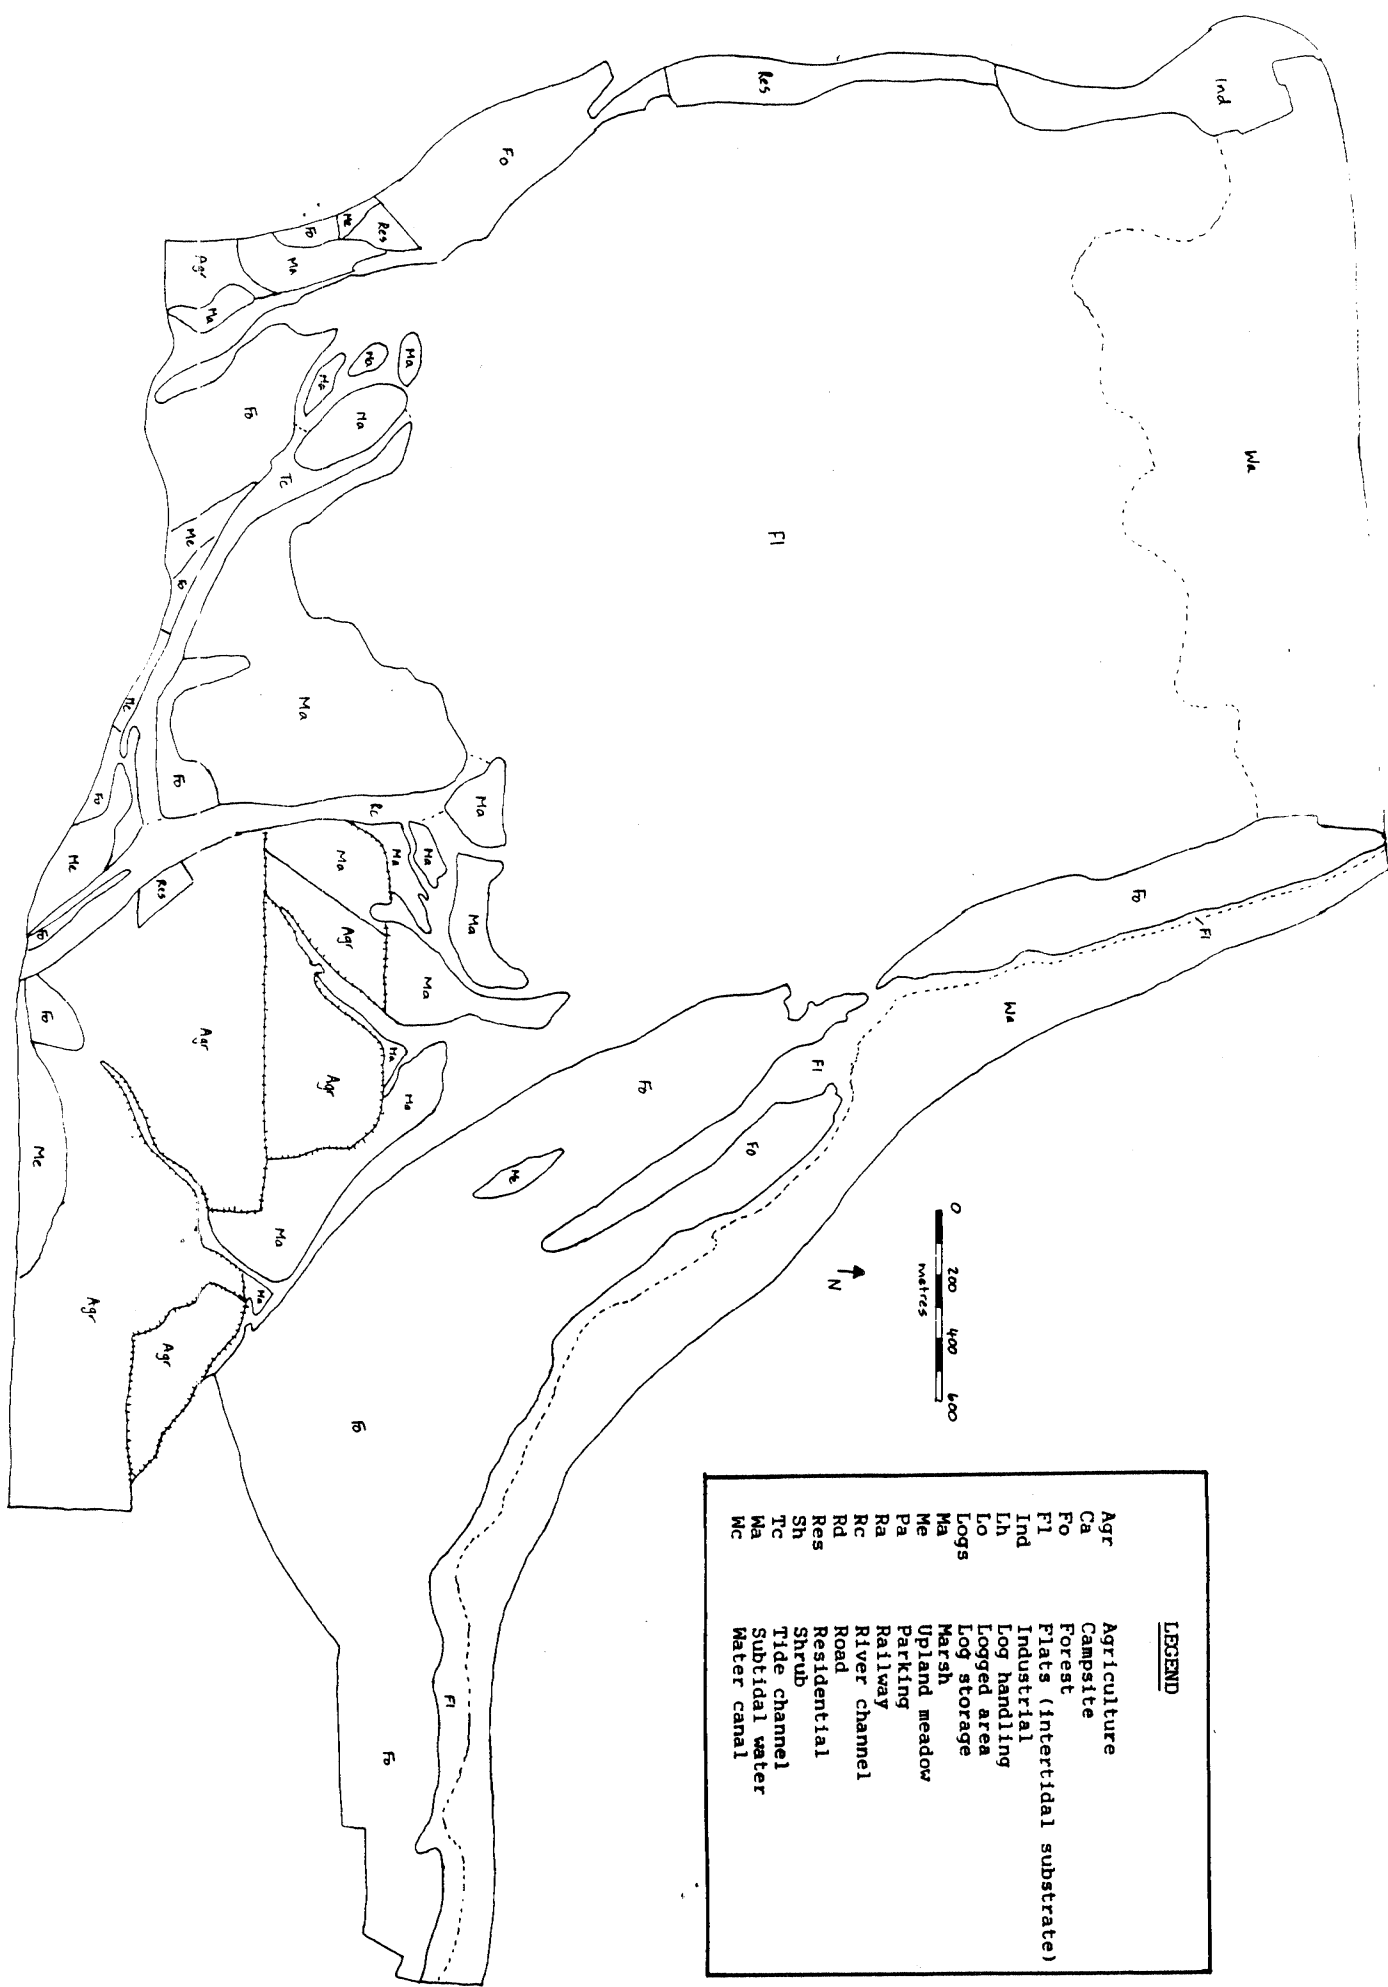 Ind
Res
Fo
Res
Me
Fo
Ma
Agr
Ma
Ma
Ma
Ma
Ma
Fo
Tc
Wa
Fl
Me
Fo
Ma
Fo
Fo
Rc
Ma
Me
Ma
Ma
Ma
Res
Ma
Fo
Fl
Fo
Agr
Ma
Wa
Fo
Agr
Agr
Ma
Ma
Fo
Fl
Fo
Me
Me
Ma
Ma
Agr
Agr
Fo
Fl
Fo
N
0 200 400 600
metres
LEGEND
Agr Agriculture
Ca Campsite
Fo Forest
Fl Flats (intertidal substrate)
Ind Industrial
Lh Log handling
Lo Logged area
Logs Log storage
Ma Marsh
Me Upland meadow
Pa Parking
Ra Railway
Rc River channel
Rd Road
Res Residential
Sh Shrub
Tc Tide channel
Wa Subtidal water
Wc Water canal